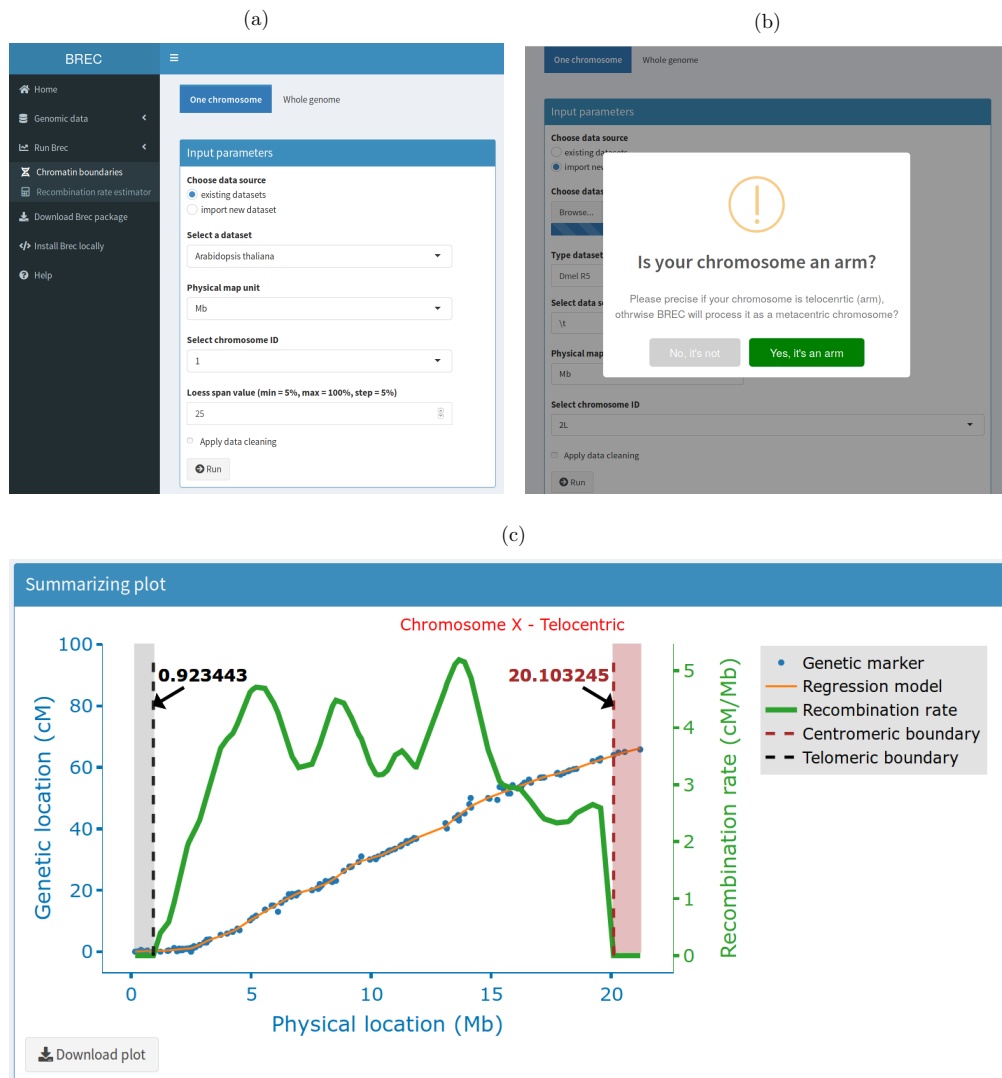 (a)
BREC
Home
Genomic data
Run Brec
Chromatin boundaries
Recombination rate estimator
Download Brec package
Install Brec locally
Help
One chromosome
Whole genome
Input parameters
Choose data source
existing datasets
import new dataset
Select a dataset
Arabidopsis thaliana
Physical map unit
Mb
Select chromosome ID
1
Loess span value (min = 5%, max = 100%, step = 5%)
25
Apply data cleaning
Run
(b)
One chromosome
Whole genome
Input parameters
Choose data source
existing datasets
import new
Choose datas
Browse...
Type dataset
Dmel R5
Select data s
\t
Physical map
Mb
Select chromosome ID
2L
Apply data cleaning
Run
Is your chromosome an arm?
Please precise if your chromosome is telocenrtic (arm),
othrwise BREC will process it as a metacentric chromosome?
No, it's not
Yes, it's an arm
(c)
Summarizing plot
Chromosome X - Telocentric
100
80
60
40
20
0
Genetic location (cM)
0.923443
20.103245
5
4
3
2
1
0
Recombination rate (cM/Mb)
0 5 10 15 20
Physical location (Mb)
Genetic marker
Regression model
Recombination rate
Centromeric boundary
Telomeric boundary
Download plot